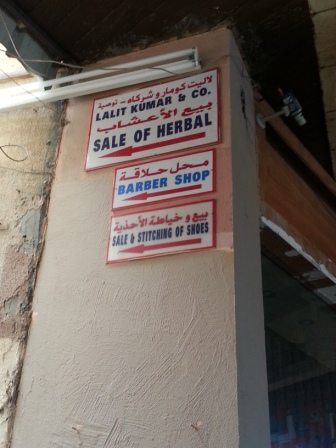 لاليت كومار وشركاه - توصية
LALIT KUMAR & CO.
بيع الأعشاب
SALE OF HERBAL
محل حلاقة
BARBER SHOP
بيع و خياطة الأحذية
SALE & STITCHING OF SHOES